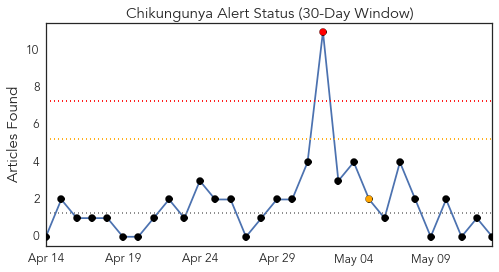 Chikungunya Alert Status (30-Day Window)
Articles Found
10
8
6
4
2
0
Apr 14 Apr 19 Apr 24 Apr 29 May 04 May 09